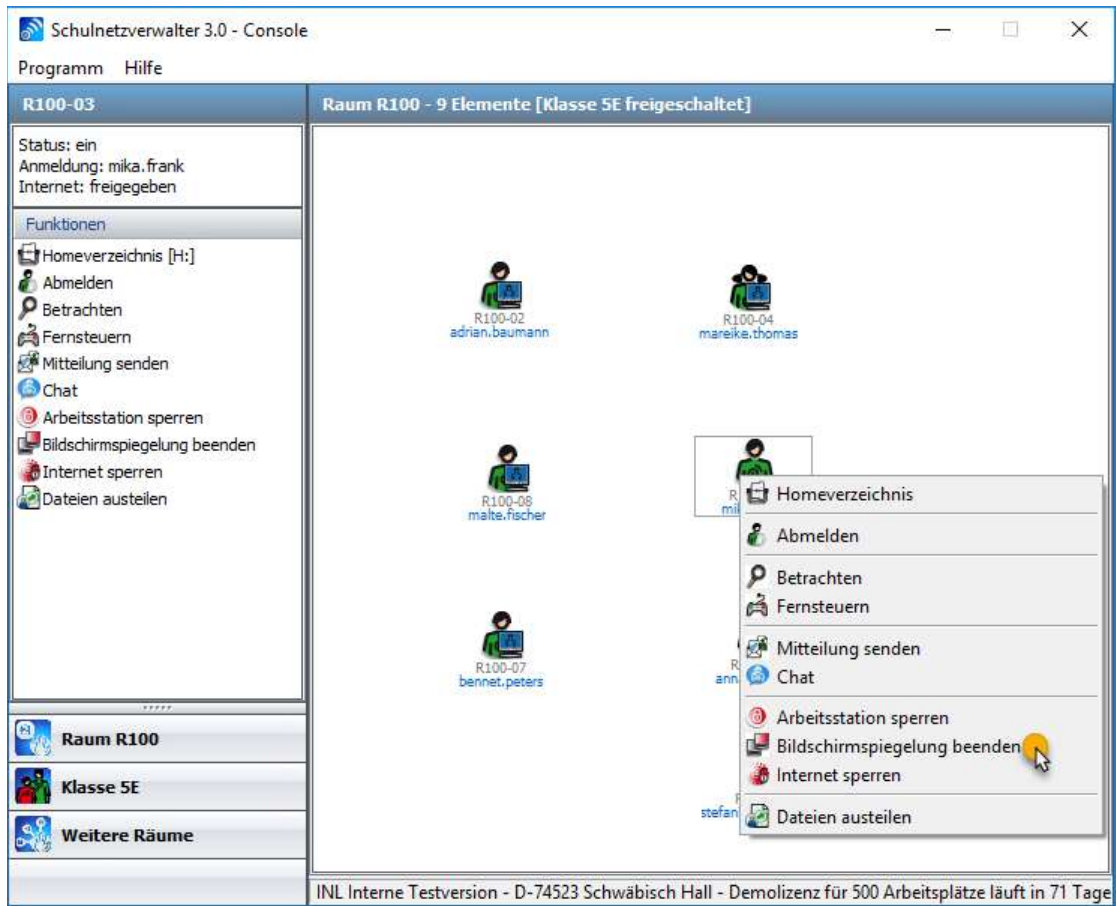 Schulnetzverwalter 3.0 - Console
Programm Hilfe
R100-03
Status: ein
Anmeldung: mika.frank
Internet: freigegeben
Funktionen
Homeverzeichnis [H:]
Abmelden
Betrachten
Fernsteuern
Mitteilung senden
Chat
Arbeitsstation sperren
Bildschirmspiegelung beenden
Internet sperren
Dateien austeilen
Raum R100
Klasse 5E
Weitere Räume
Raum R100 - 9 Elemente [Klasse 5E freigeschaltet]
R100-02
adrian.baumann
R100-04
mareike.thomas
R100-08
malte.fischer
R100-07
bennet.peters
Homeverzeichnis
Abmelden
Betrachten
Fernsteuern
Mitteilung senden
Chat
Arbeitsstation sperren
Bildschirmspiegelung beenden
Internet sperren
Dateien austeilen
INL Interne Testversion - D-74523 Schwäbisch Hall - Demolizenz für 500 Arbeitsplätze läuft in 71 Tage